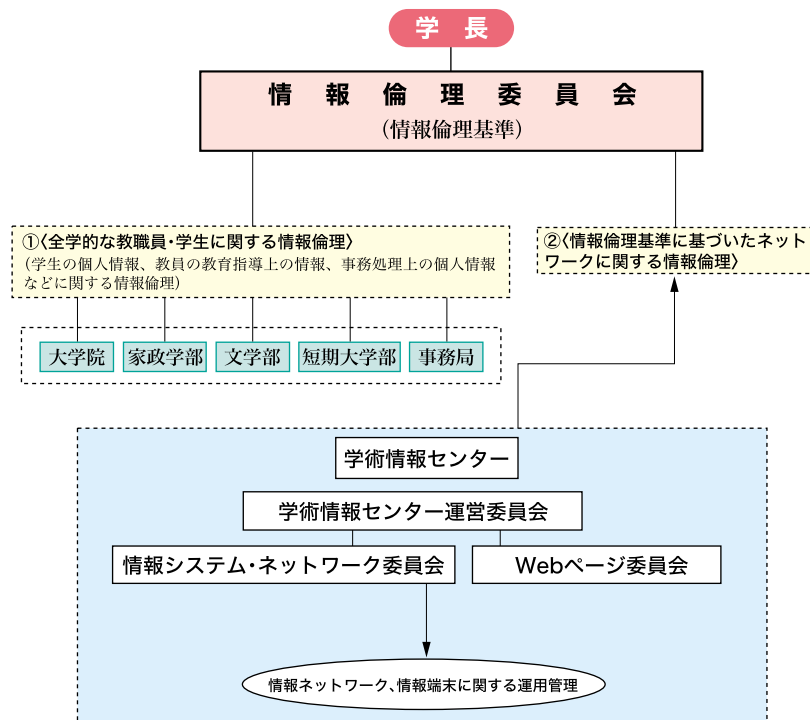 学 長
情 報 倫 理 委 員 会
（情報倫理基準）
①〈全学的な教職員・学生に関する情報倫理〉
（学生の個人情報、教員の教育指導上の情報、事務処理上の個人情報
などに関する情報倫理）
②〈情報倫理基準に基づいたネット
ワークに関する情報倫理〉
大学院
家政学部
文学部
短期大学部
事務局
学術情報センター
学術情報センター運営委員会
情報システム・ネットワーク委員会
Webページ委員会
情報ネットワーク、情報端末に関する運用管理